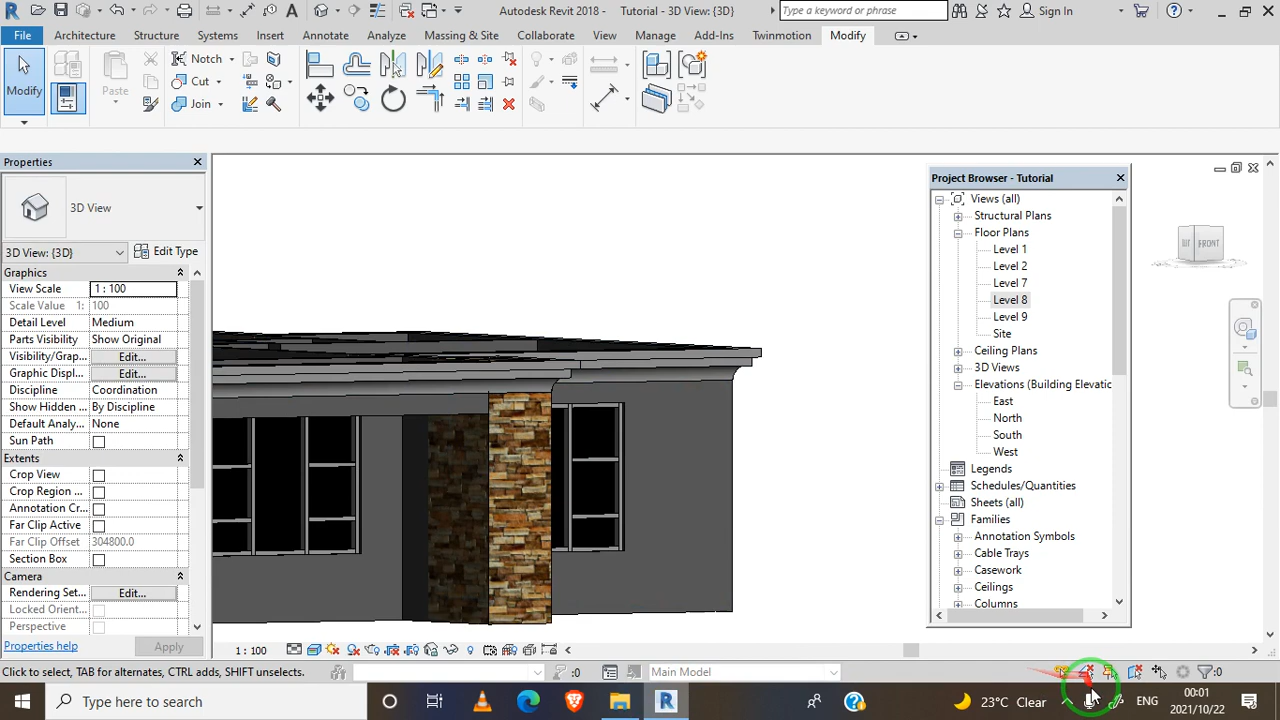 Autodesk Revit 2018 - Tutorial - 3D View: {3D}
Type a keyword or phrase
Sign In
File Architecture Structure Systems Insert Annotate Analyze Massing & Site Collaborate View Manage Add-Ins Twinmotion Modify
Modify
Paste
Notch
Cut
Join
Properties
3D View
3D View: {3D}
Edit Type
Graphics
View Scale 1 : 100
Scale Value 1: 100
Detail Level Medium
Parts Visibility Show Original
Visibility/Grap... Edit...
Graphic Displ... Edit...
Discipline Coordination
Show Hidden ... By Discipline
Default Analy... None
Sun Path
Extents
Crop View
Crop Region ...
Annotation Cr...
Far Clip Active
Far Clip Offset 304800.0
Section Box
Camera
Rendering Set... Edit...
Locked Orient...
Perspective
Properties help
Apply
Project Browser - Tutorial
Views (all)
Structural Plans
Floor Plans
Level 1
Level 2
Level 7
Level 8
Level 9
Site
Ceiling Plans
3D Views
Elevations (Building Elevatic
East
North
South
West
Legends
Schedules/Quantities
Sheets (all)
Families
Annotation Symbols
Cable Trays
Casework
Ceilings
Columns
FRONT
1 : 100
Click to select, TAB for alternates, CTRL adds, SHIFT unselects.
:0
Main Model
:0
Type here to search
23°C Clear
ENG
00:01
2021/10/22